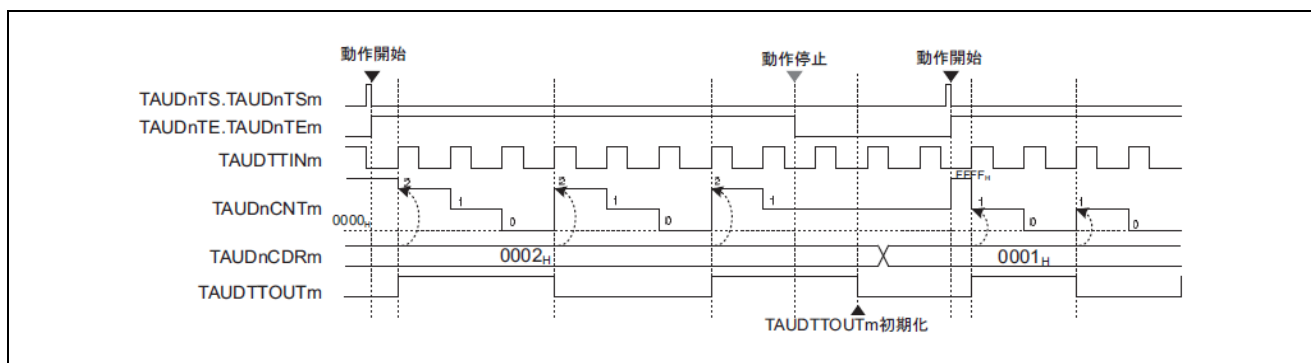 動作開始 動作停止 動作開始
TAUDnTS.TAUDnTSm
TAUDnTE.TAUDnTEm
TAUDTTINm
FFFFH
TAUDnCNTm 2 1 0 2 1 0 2 1 1 0 1 0
0000H
TAUDnCDRm 0002H 0001H
TAUDTTOUTm
TAUDTTOUTm初期化